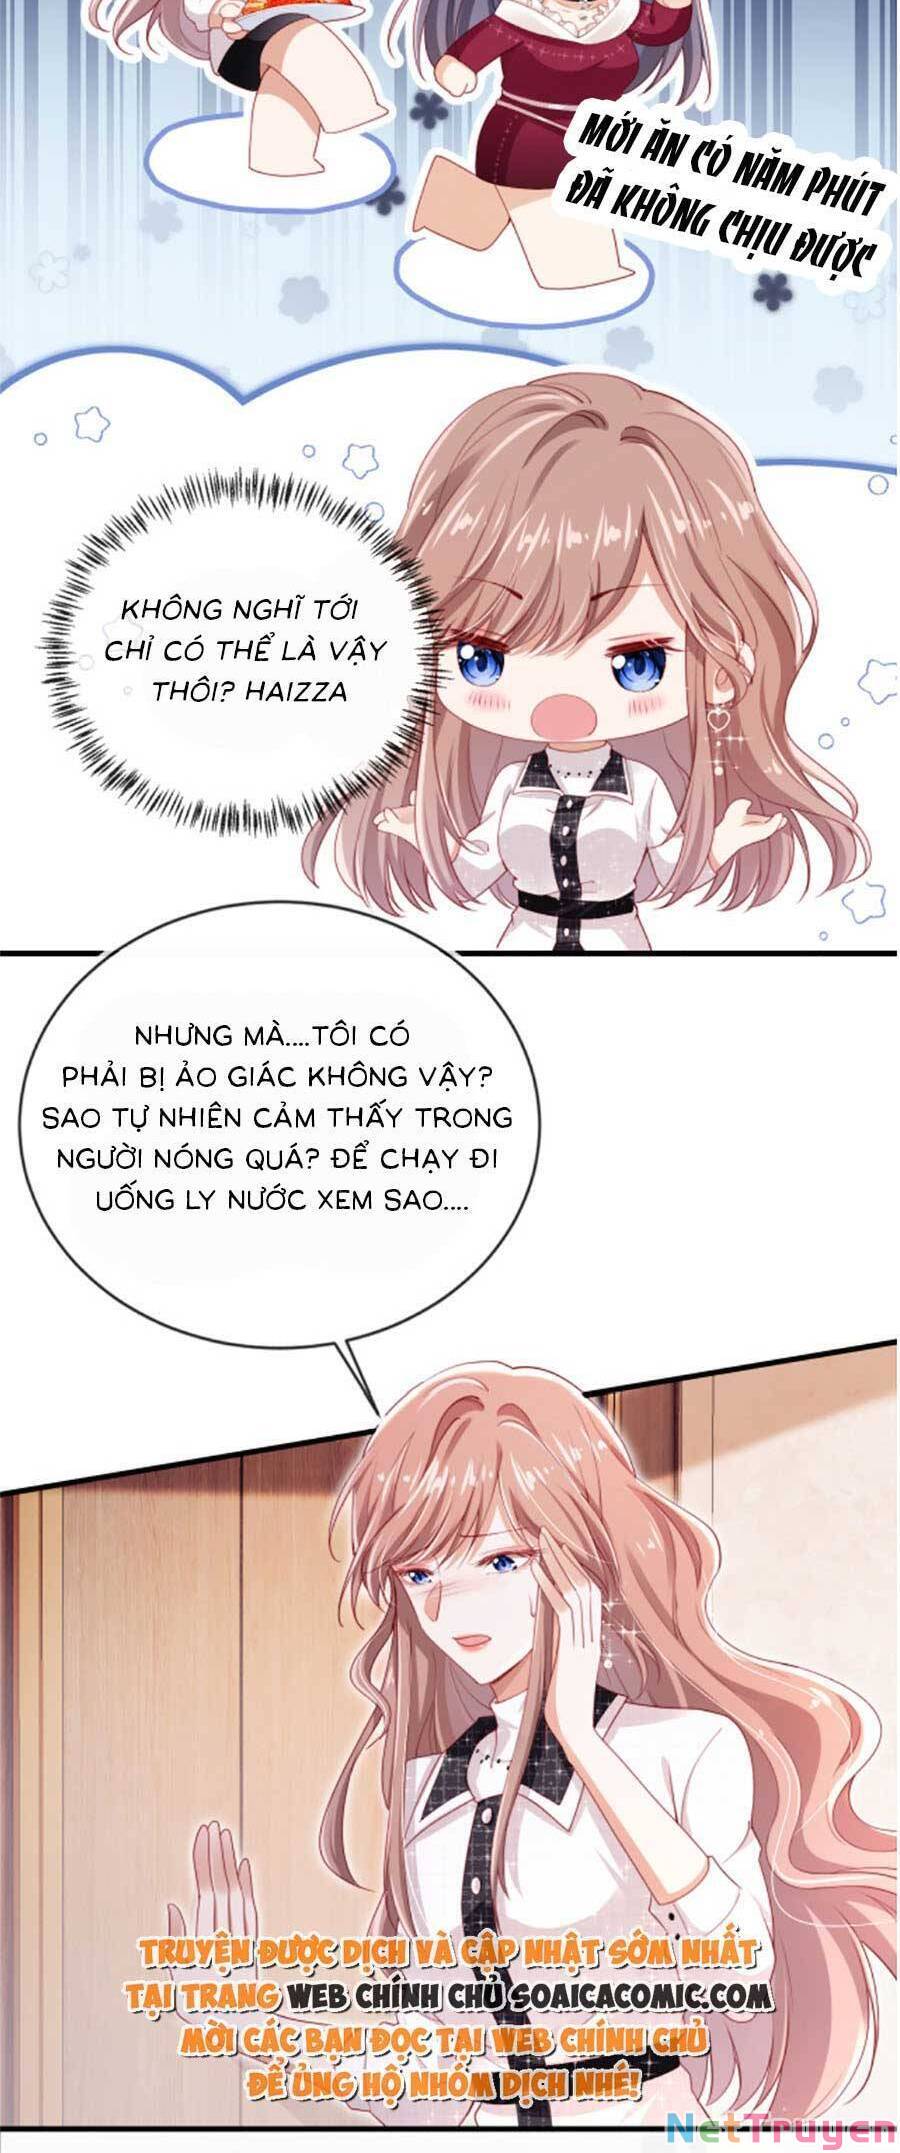 MỚI ĂN CÓ NĂM PHÚT
ĐÃ KHÔNG CHỊU ĐƯỢC
KHÔNG NGHĨ TỚI
CHỈ CÓ THỂ LÀ VẬY
THÔI? HAIZZA
NHƯNG MÀ....TÔI CÓ
PHẢI BỊ ẢO GIÁC KHÔNG VẬY?
SAO TỰ NHIÊN CẢM THẤY TRONG
NGƯỜI NÓNG QUÁ? ĐỂ CHẠY ĐI
UỐNG LY NƯỚC XEM SAO....
TRUYỆN ĐƯỢC DỊCH VÀ CẬP NHẬT SỚM NHẤT
TẠI TRANG WEB CHÍNH CHỦ SOAICACOMIC.COM
MỜI CÁC BẠN ĐỌC TẠI WEB CHÍNH CHỦ
ĐỂ ỦNG HỘ NHÓM DỊCH NHÉ!
NetTruyen